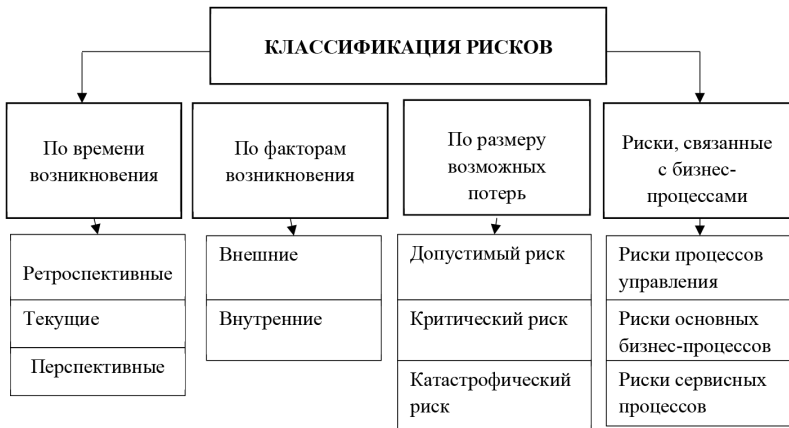 КЛАССИФИКАЦИЯ РИСКОВ
По времени
возникновения
По факторам
возникновения
По размеру
возможных
потерь
Риски, связанные
с бизнес-
процессами
Ретроспективные
Текущие
Перспективные
Внешние
Внутренние
Допустимый риск
Критический риск
Катастрофический
риск
Риски процессов
управления
Риски основных
бизнес-процессов
Риски сервисных
процессов